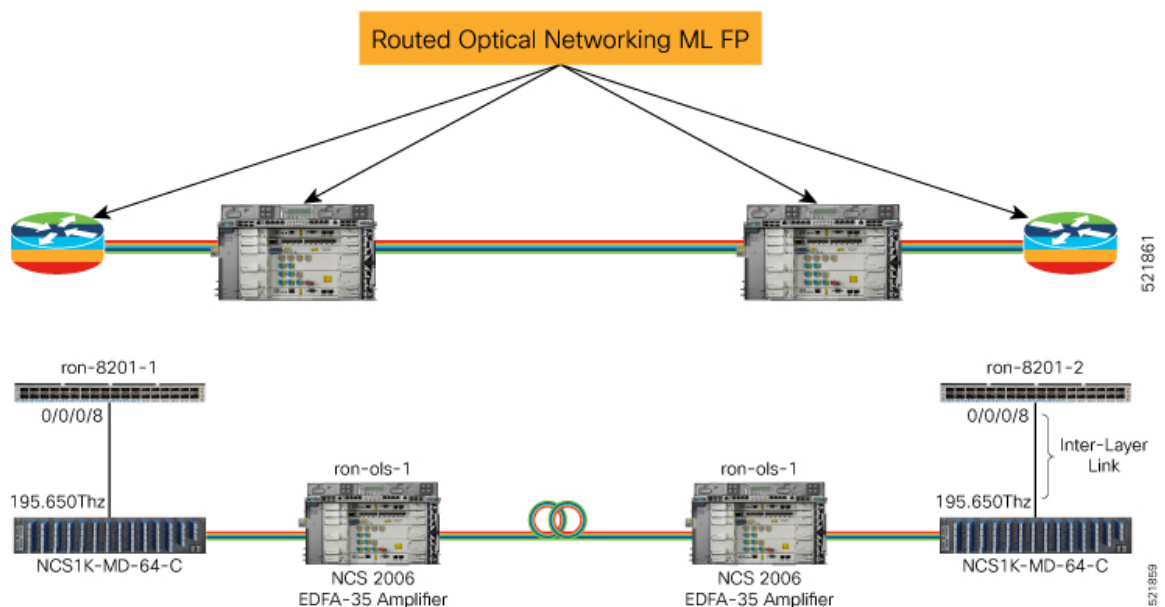 Routed Optical Networking ML FP
521861
ron-8201-1
ron-8201-2
0/0/0/8
0/0/0/8
Inter-Layer
Link
ron-ols-1
ron-ols-1
195.650Thz
195.650Thz
NCS1K-MD-64-C
NCS 2006
EDFA-35 Amplifier
NCS 2006
EDFA-35 Amplifier
NCS1K-MD-64-C
521859